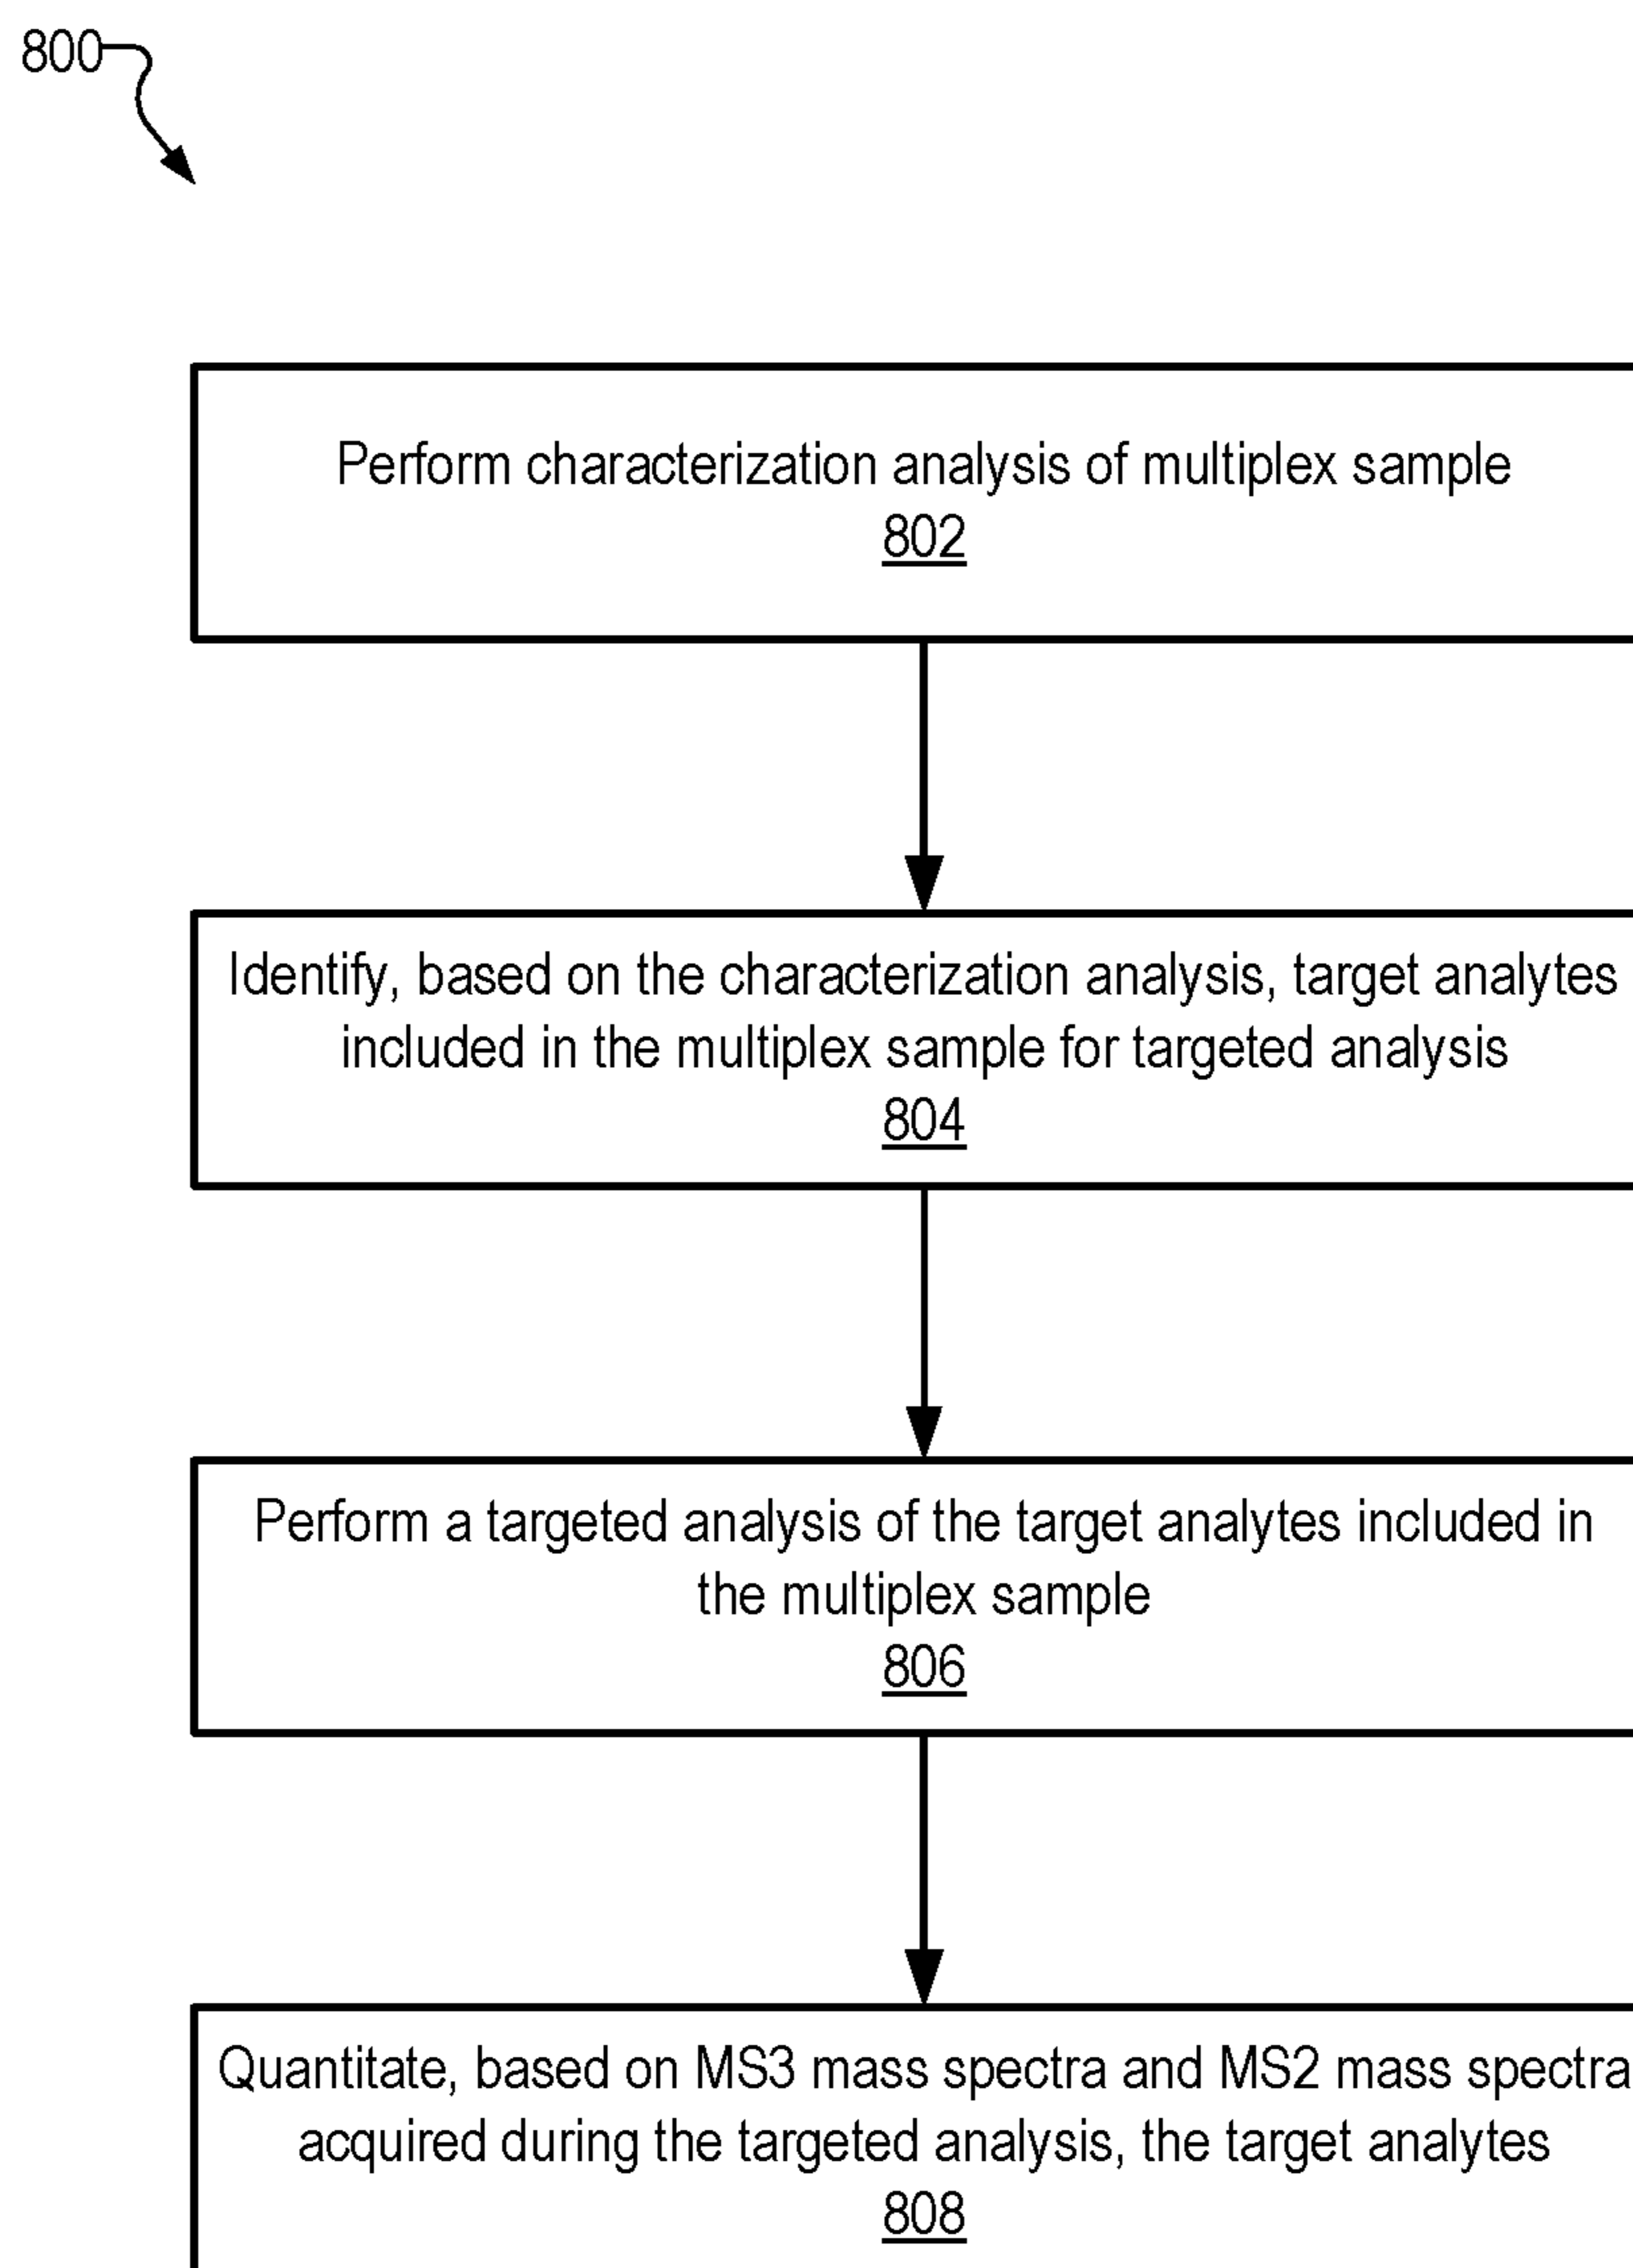 800
Perform characterization analysis of multiplex sample
802
Identify, based on the characterization analysis, target analytes
included in the multiplex sample for targeted analysis
804
Perform a targeted analysis of the target analytes included in
the multiplex sample
806
Quantitate, based on MS3 mass spectra and MS2 mass spectra
acquired during the targeted analysis, the target analytes
808